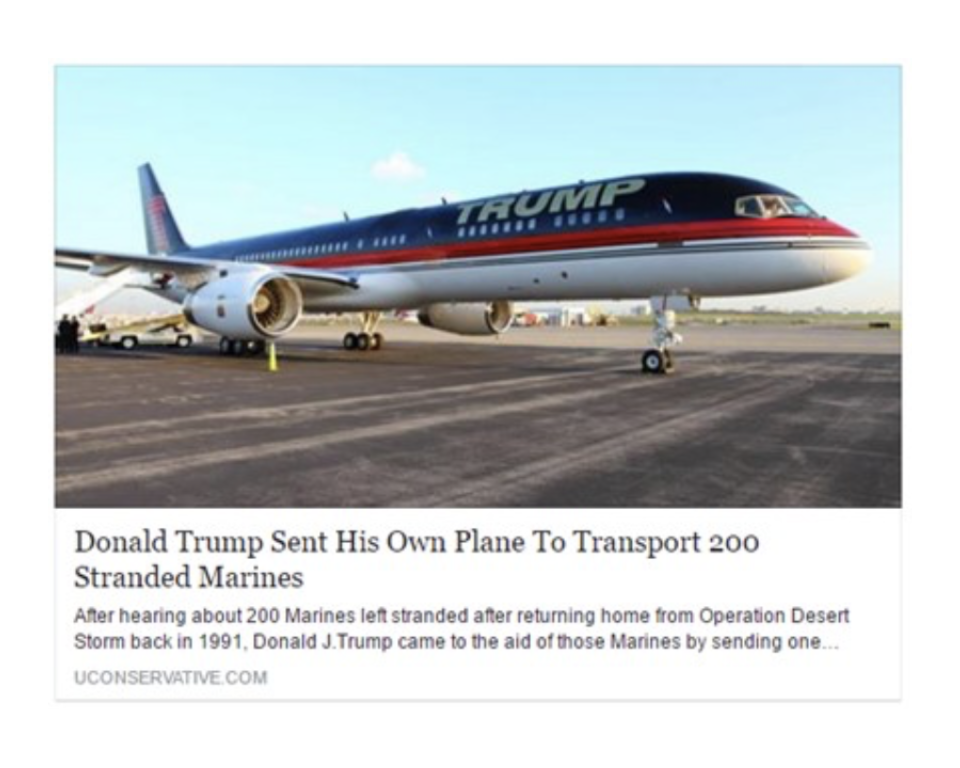 TRUMP
Donald Trump Sent His Own Plane To Transport 200
Stranded Marines
After hearing about 200 Marines left stranded after returning home from Operation Desert
Storm back in 1991, Donald J.Trump came to the aid of those Marines by sending one...
UCONSERVATIVE.COM